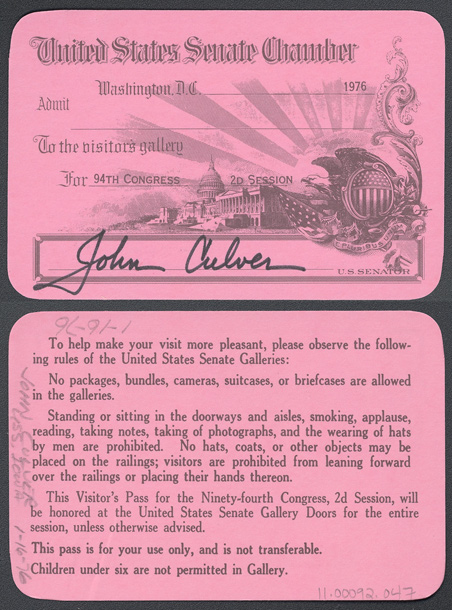 United States Senate Chamber
Washington, D.C. 1976
Admit
To the visitor's gallery
For 94TH CONGRESS 2D SESSION
E PLURIBUS
John Culver
U.S. SENATOR
1-16-76
To help make your visit more pleasant, please observe the follow-
ing rules of the United States Senate Galleries:
No packages, bundles, cameras, suitcases, or briefcases are allowed
in the galleries.
Standing or sitting in the doorways and aisles, smoking, applause,
reading, taking notes, taking of photographs, and the wearing of hats
by men are prohibited. No hats, coats, or other objects may be
placed on the railings; visitors are prohibited from leaning forward
over the railings or placing their hands thereon.
This Visitor's Pass for the Ninety-fourth Congress, 2d Session, will
be honored at the United States Senate Gallery Doors for the entire
session, unless otherwise advised.
This pass is for your use only, and is not transferable.
Children under six are not permitted in Gallery.
1-16-76
11.00092.047